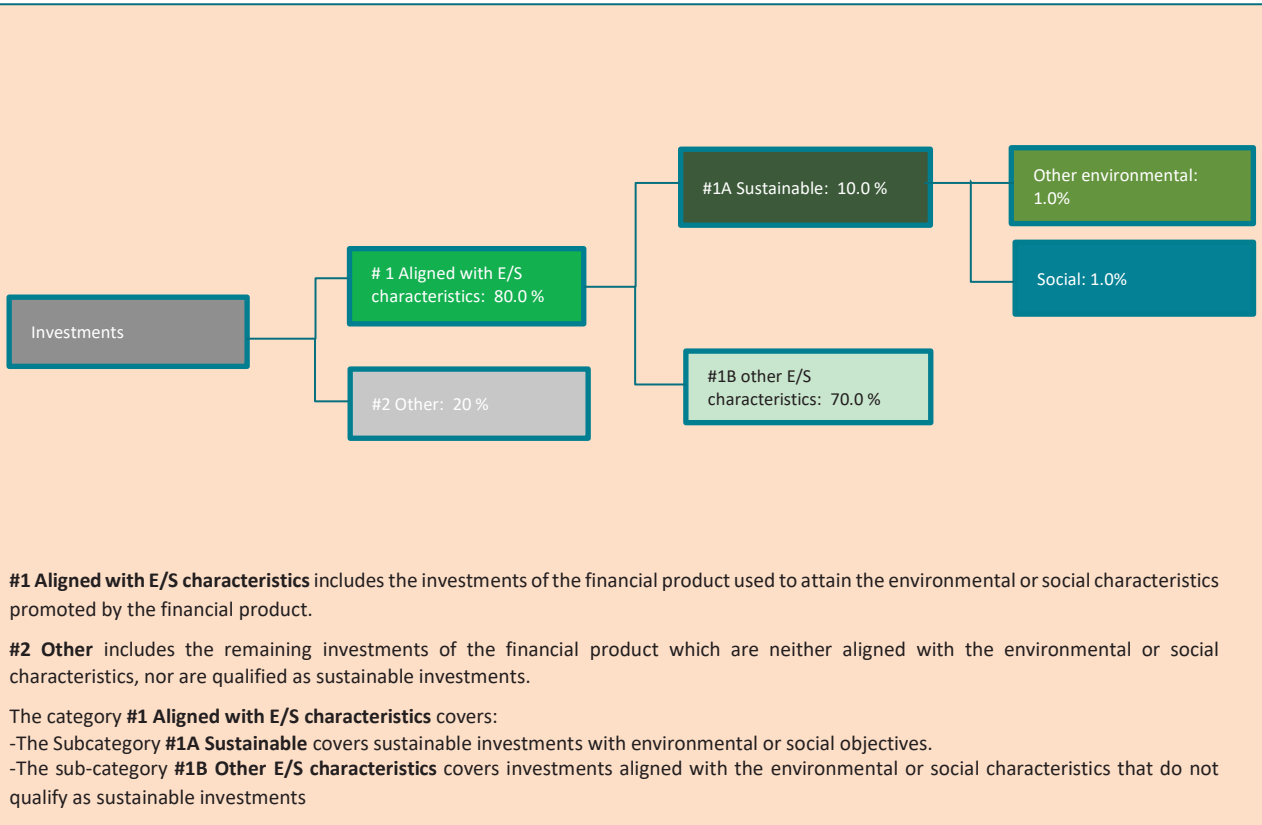 Investments
# 1 Aligned with E/S
characteristics:  80.0 %
#2 Other:  20 %
#1A Sustainable:  10.0 %
#1B other E/S
characteristics:  70.0 %
Other environmental:
1.0%
Social: 1.0%
#1 Aligned with E/S characteristics includes the investments of the financial product used to attain the environmental or social characteristics
promoted by the financial product.
#2 Other includes the remaining investments of the financial product which are neither aligned with the environmental or social
characteristics, nor are qualified as sustainable investments.
The category #1 Aligned with E/S characteristics covers:
-The Subcategory #1A Sustainable covers sustainable investments with environmental or social objectives.
-The sub-category #1B Other E/S characteristics covers investments aligned with the environmental or social characteristics that do not
qualify as sustainable investments